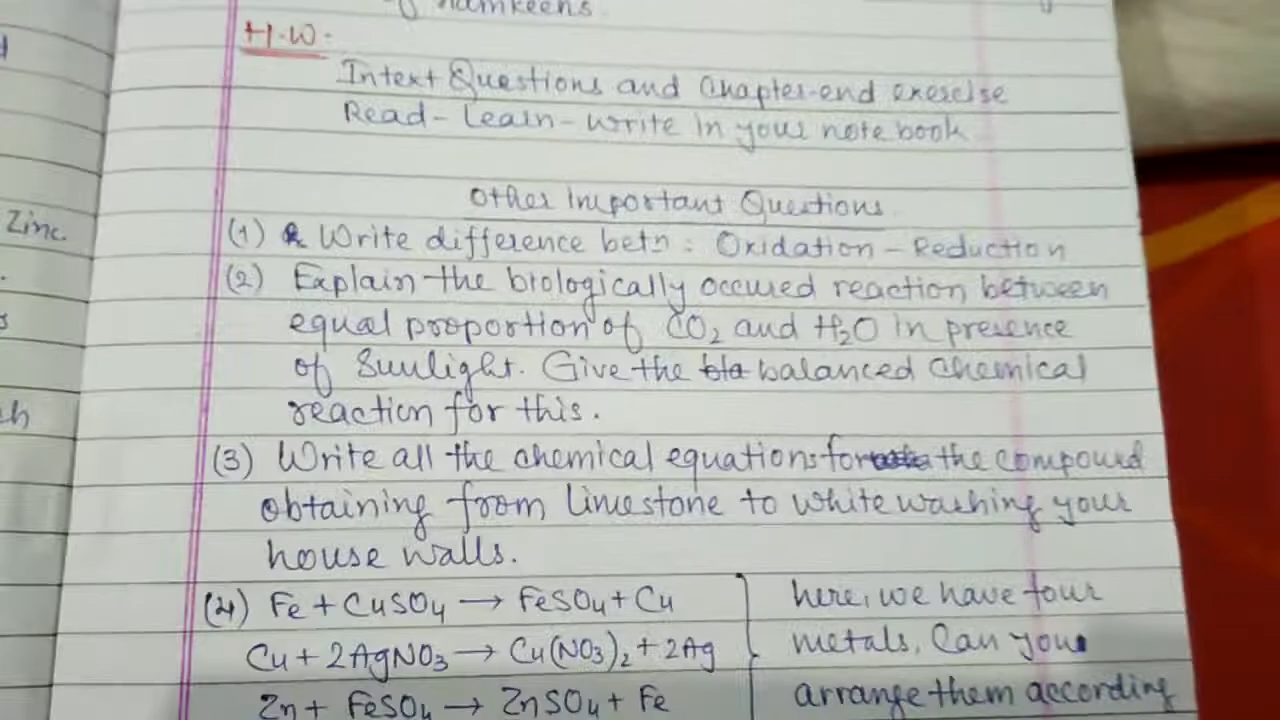 namkeens.
H.W:
Intext Questions and Chapter-end exercise
Read-Learn-Write in your note book
Other Important Questions
(1) Write difference betn: Oxidation - Reduction
Zinc.
(2) Explain the biologically occured reaction between
equal proportion of CO₂ and H₂O in presence
of Sunlight. Give the balanced chemical
reaction for this.
(3) Write all the chemical equations for the compound
obtaining from limestone to white washing your
house walls.
(4) Fe + CuSO₄ → FeSO₄ + Cu
Cu + 2AgNO₃ → Cu(NO₃)₂ + 2Ag
Zn + FeSO₄ → ZnSO₄ + Fe
here, we have four
metals. Can you
arrange them according